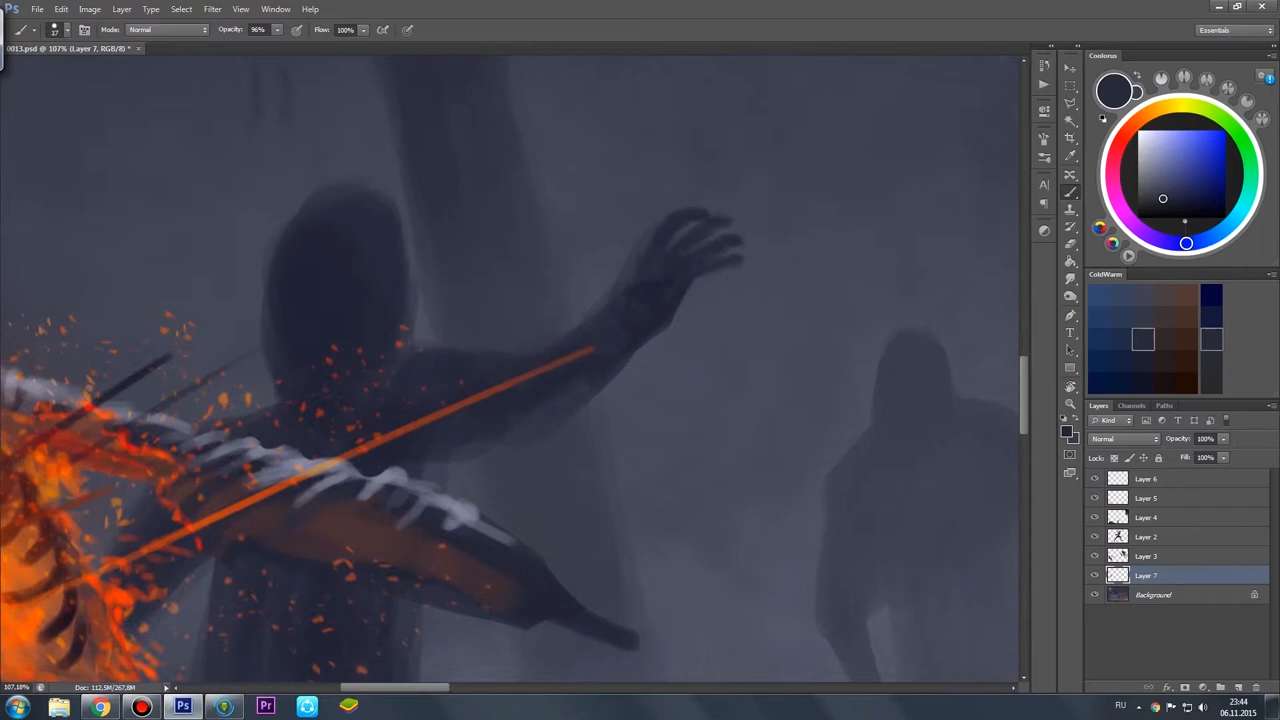 Ps File Edit Image Layer Type Select Filter View Window Help
27 Mode: Normal Opacity: 96% Flow: 100% Essentials
0013.psd @ 107% (Layer 7, RGB/8) * ×
Coolorus
ColdWarm
Layers Channels Paths
Kind
Normal Opacity: 100%
Lock: Fill: 100%
Layer 6
Layer 5
Layer 4
Layer 2
Layer 3
Layer 7
Background
107,18% Doc: 112,5M/267,8M
Ps Pr RU 23:44
06.11.2015